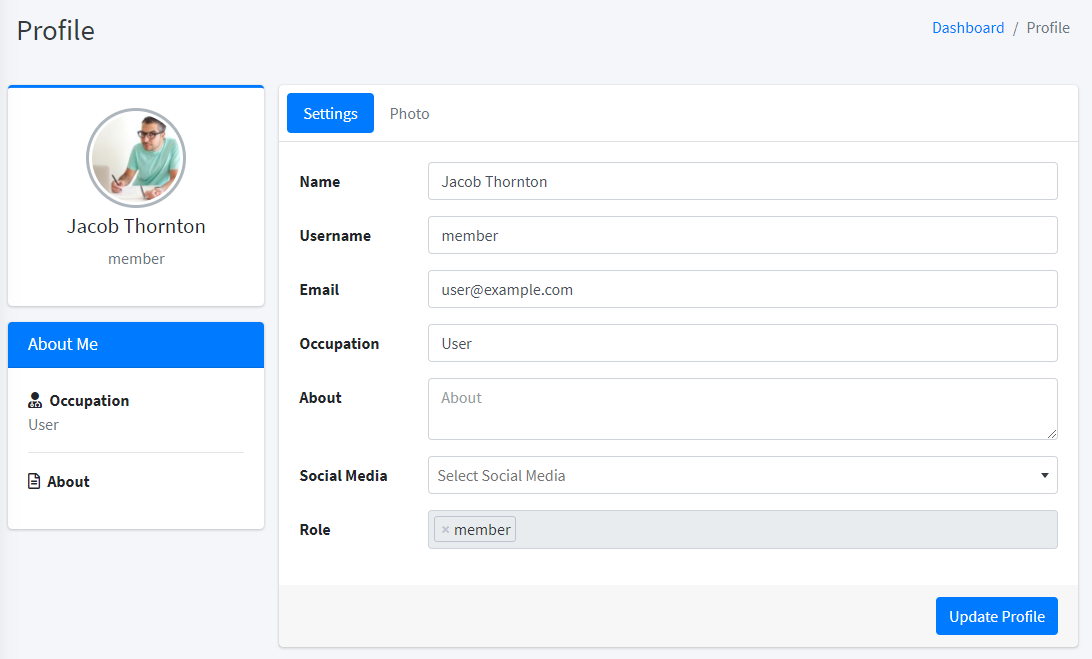 Profile
Dashboard / Profile
Jacob Thornton
member
About Me
Occupation
User
About
Settings Photo
Name Jacob Thornton
Username member
Email user@example.com
Occupation User
About About
Social Media Select Social Media
Role × member
Update Profile